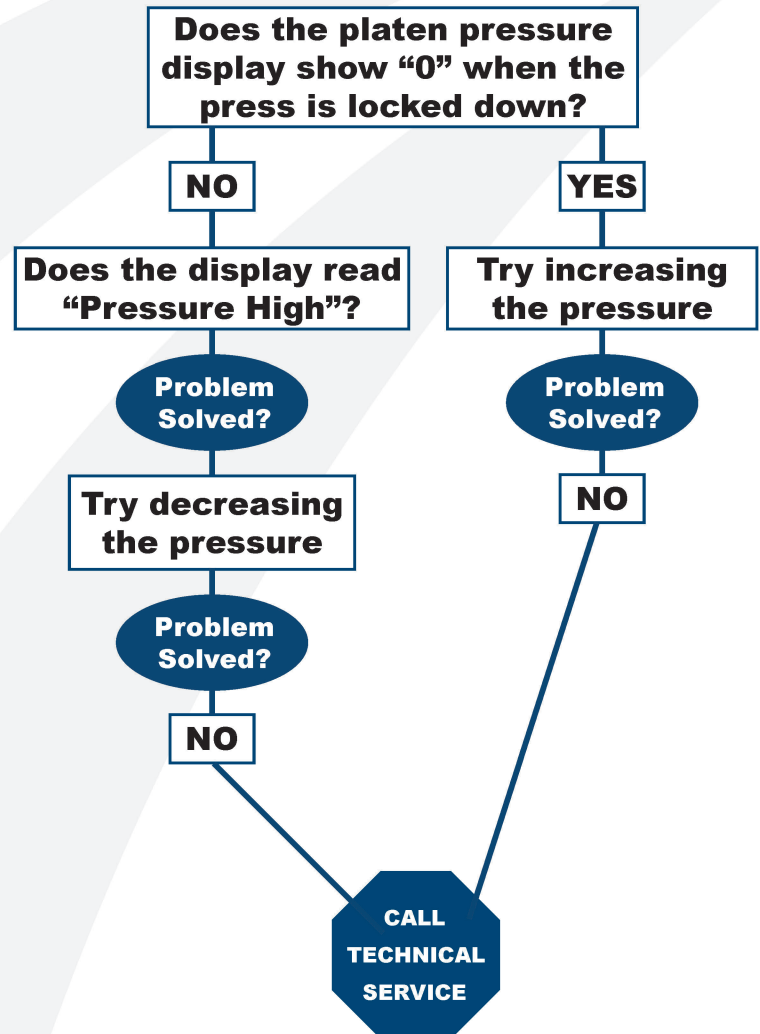 Does the platen pressure
display show “0” when the
press is locked down?
NO
YES
Does the display read
“Pressure High”?
Try increasing
the pressure
Problem
Solved?
Problem
Solved?
Try decreasing
the pressure
NO
Problem
Solved?
NO
CALL
TECHNICAL
SERVICE